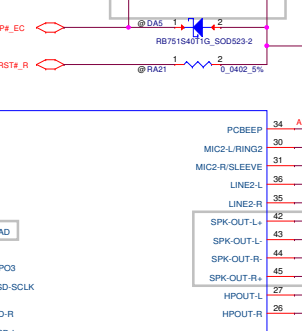 @ DA5 1 2
P#_EC
RB751S40T1G_SOD523-2
RST#_R
1 2
@ RA21 0_0402_5%
PCBEEP 34
MIC2-L/RING2 30
MIC2-R/SLEEVE 31
LINE2-L 36
LINE2-R 35
SPK-OUT-L+ 42
AD
SPK-OUT-L- 43
SPK-OUT-R- 44
PO3
SPK-OUT-R+ 45
SD-SCLK
HPOUT-L 27
D-R
HPOUT-R 26